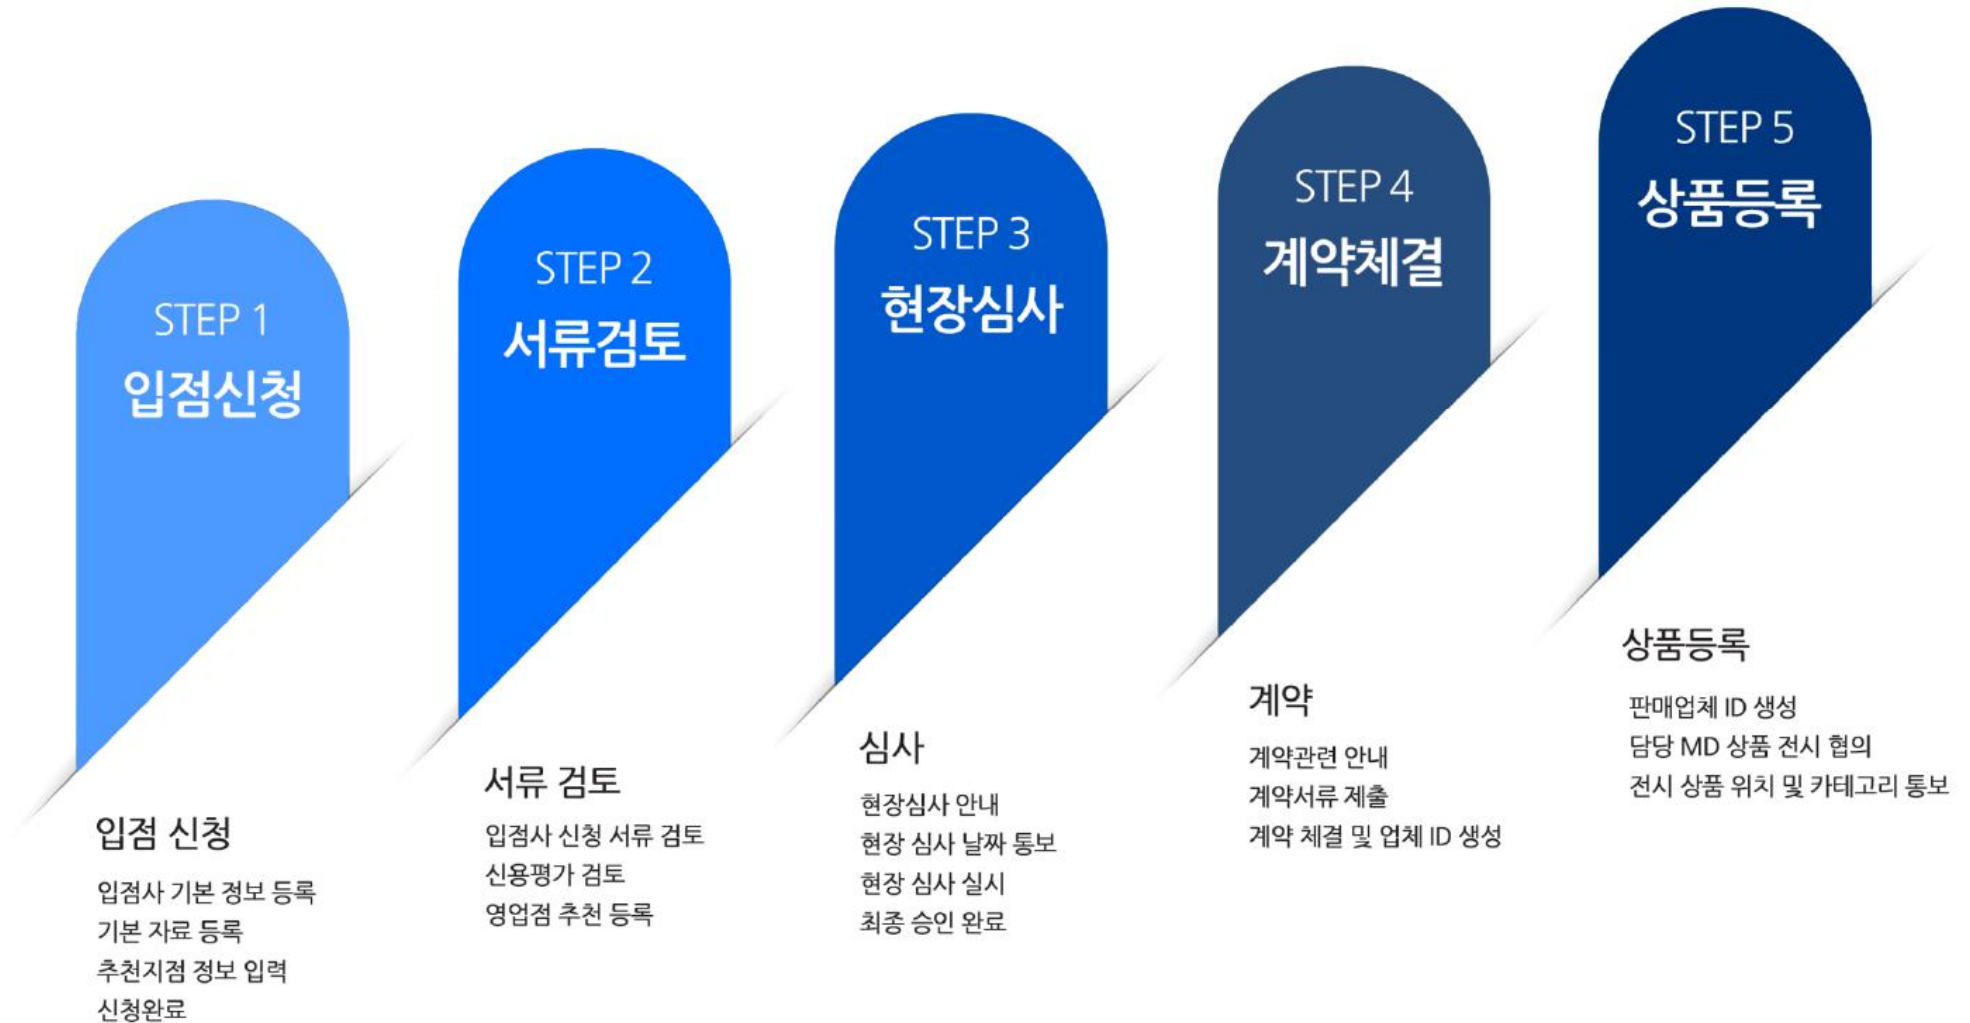 STEP 1
입점신청
입점 신청
입점사 기본 정보 등록
기본 자료 등록
추천지점 정보 입력
신청완료
STEP 2
서류검토
서류 검토
입점사 신청 서류 검토
신용평가 검토
영업점 추천 등록
STEP 3
현장심사
심사
현장심사 안내
현장 심사 날짜 통보
현장 심사 실시
최종 승인 완료
STEP 4
계약체결
계약
계약관련 안내
계약서류 제출
계약 체결 및 업체 ID 생성
STEP 5
상품등록
상품등록
판매업체 ID 생성
담당 MD 상품 전시 협의
전시 상품 위치 및 카테고리 통보